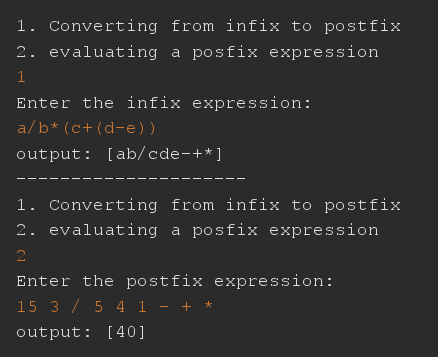 1. Converting from infix to postfix
2. evaluating a posfix expression
1
Enter the infix expression:
a/b*(c+(d-e))
output: [ab/cde-+*]
---------------------
1. Converting from infix to postfix
2. evaluating a posfix expression
2
Enter the postfix expression:
15 3 / 5 4 1 - + *
output: [40]